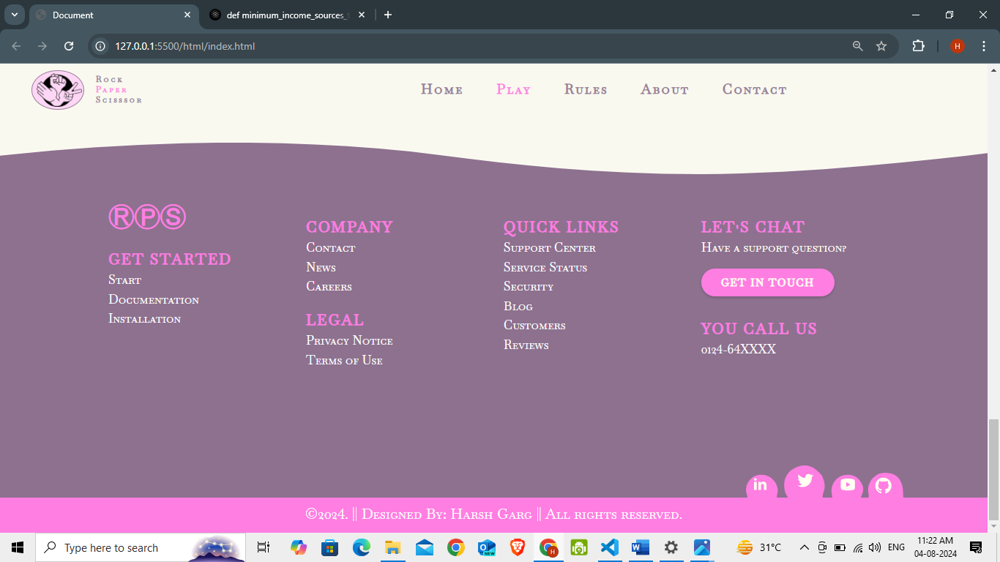 Document
def minimum_income_sources_
127.0.0.1:5500/html/index.html
H
Rock
Paper
Scisssor
Home Play Rules About Contact
ⓇⓅⓈ
GET STARTED
Start
Documentation
Installation
COMPANY
Contact
News
Careers
LEGAL
Privacy Notice
Terms of Use
QUICK LINKS
Support Center
Service Status
Security
Blog
Customers
Reviews
LET'S CHAT
Have a support question?
GET IN TOUCH
YOU CALL US
0124-64XXXX
in
©2024. || Designed By: Harsh Garg || All rights reserved.
Type here to search
NEW
H
W
31°C
ENG
11:22 AM
04-08-2024